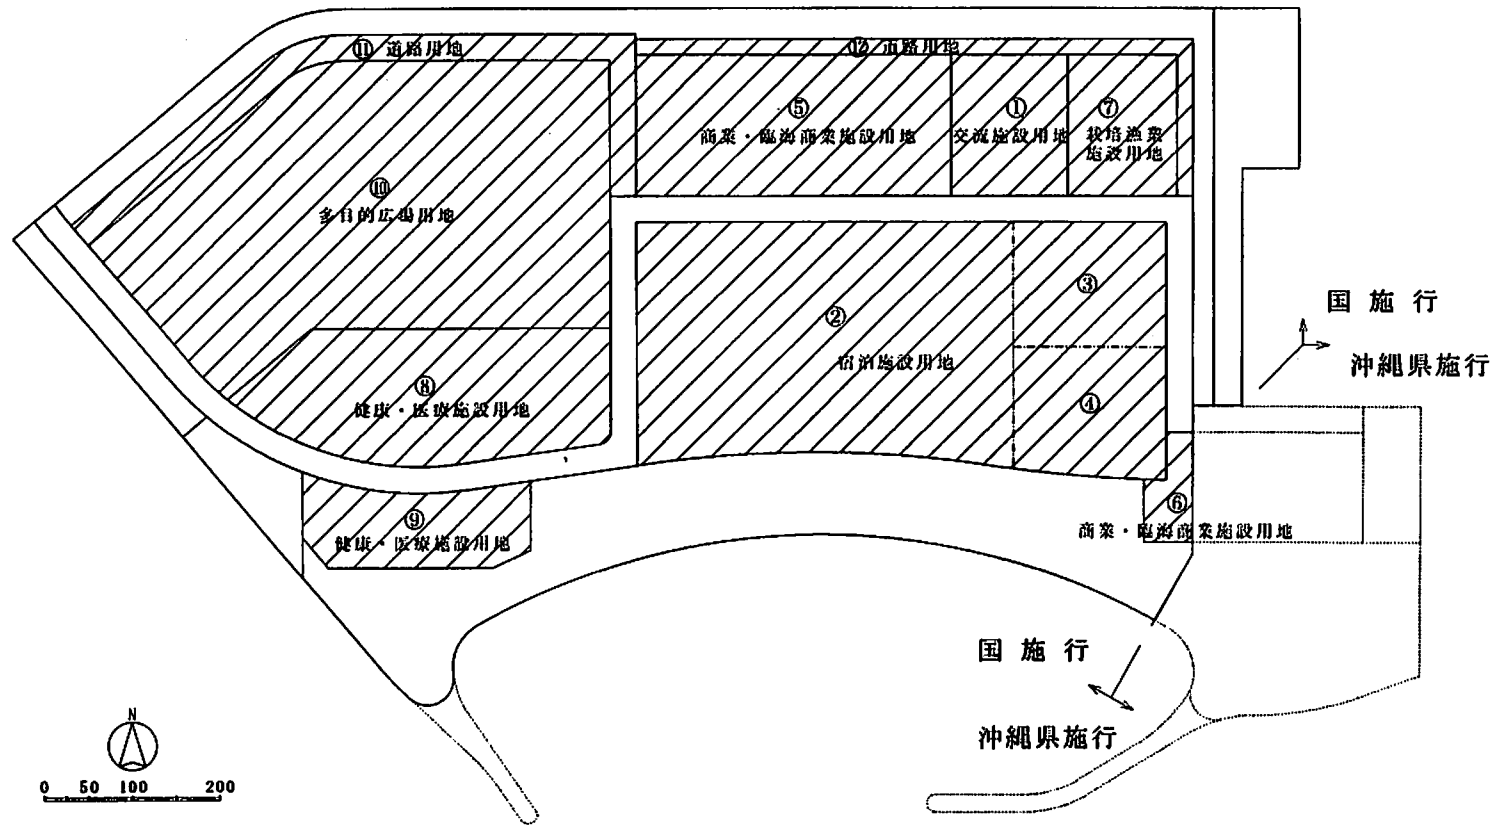 ⑪ 道路用地
⑫ 道路用地
⑤
商業・臨海商業施設用地
①
交流施設用地
⑦
栽培漁業
施設用地
⑩
多目的広場用地
②
宿泊施設用地
③
④
国 施 行
沖縄県施行
⑧
健康・医療施設用地
⑨
健康・医療施設用地
⑥
商業・臨海商業施設用地
国 施 行
沖縄県施行
N
0 50 100 200